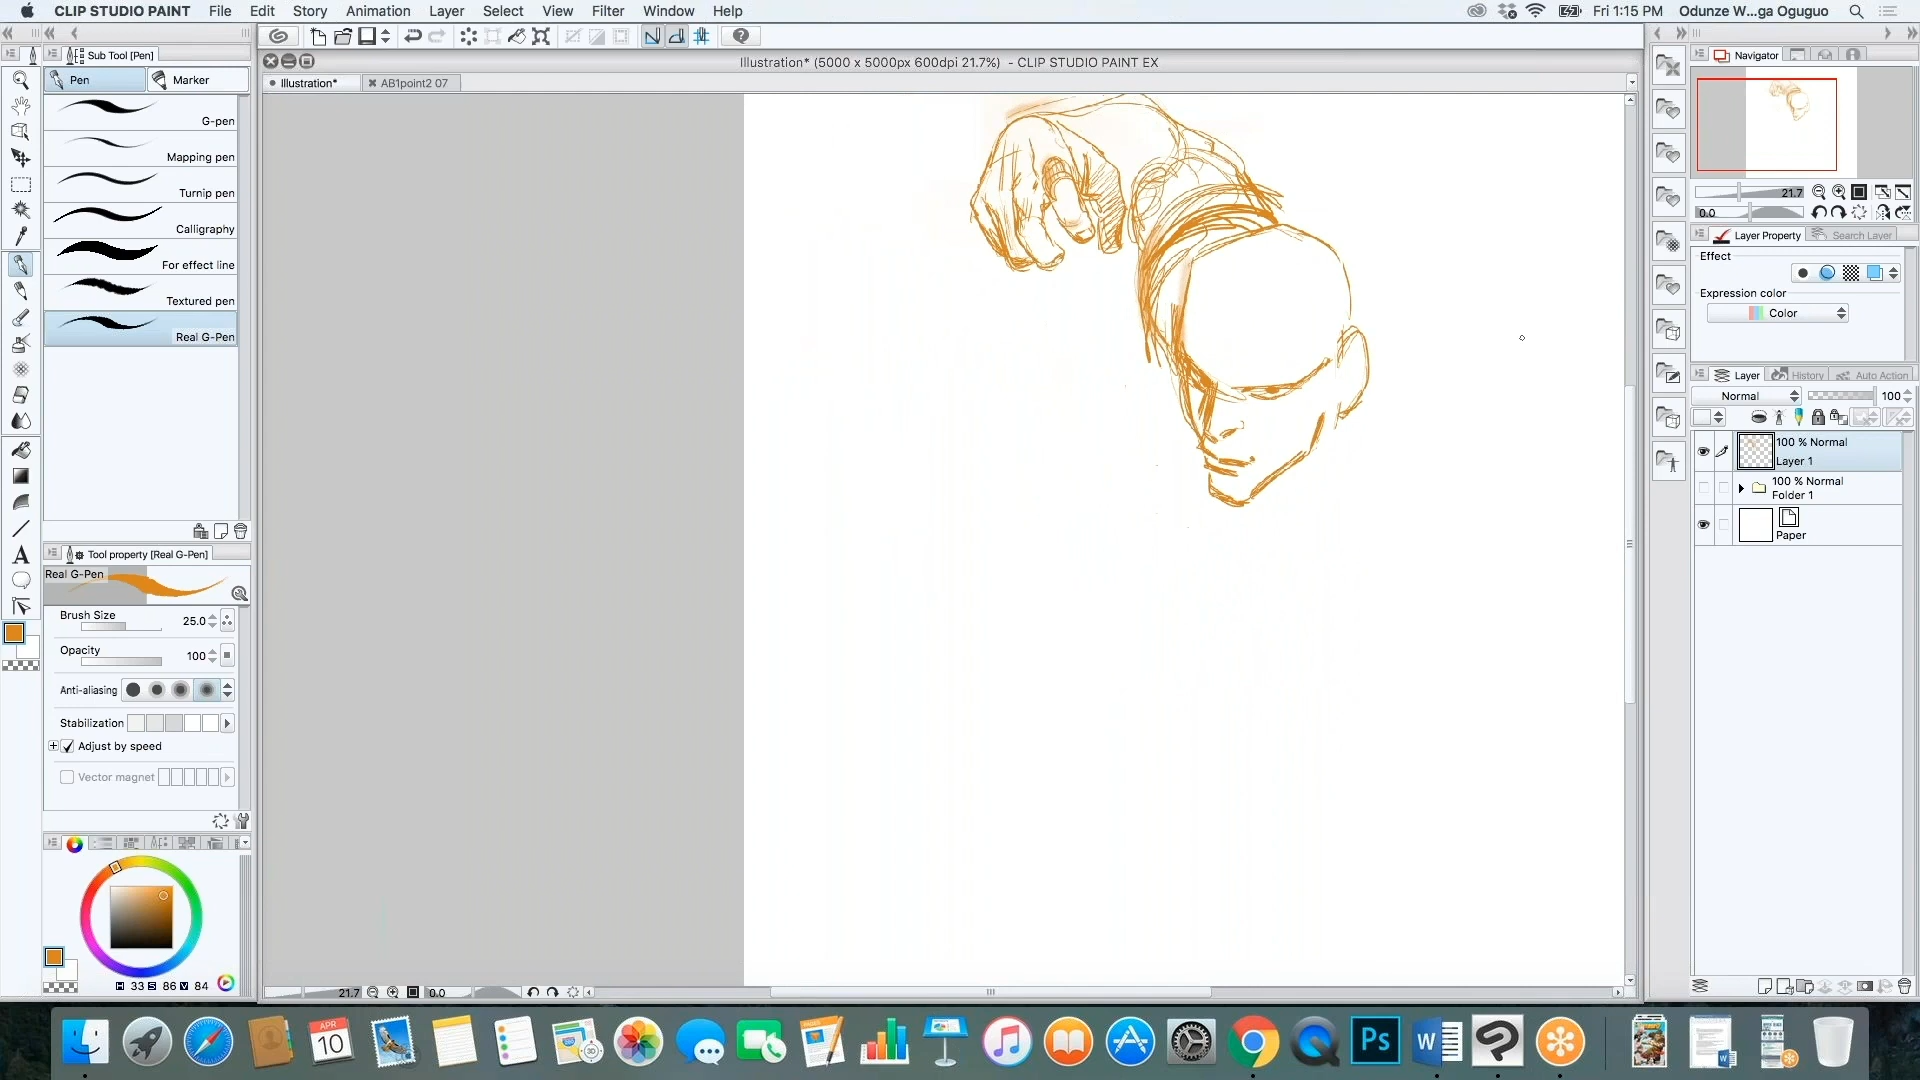 CLIP STUDIO PAINT File Edit Story Animation Layer Select View Filter Window Help Fri 1:15 PM Odunze W...ga Oguguo
Sub Tool [Pen]
Pen Marker
G-pen
Mapping pen
Turnip pen
Calligraphy
For effect line
Textured pen
Real G-Pen
Tool property [Real G-Pen]
Real G-Pen
Brush Size 25.0
Opacity 100
Anti-aliasing
Stabilization
Adjust by speed
Vector magnet
H 33 S 86 V 84
Illustration* (5000 x 5000px 600dpi 21.7%) - CLIP STUDIO PAINT EX
Illustration* AB1point2 07
21.7 0.0
Navigator
21.7
0.0
Layer Property Search Layer
Effect
Expression color
Color
Layer History Auto Action
Normal 100
100 % Normal
Layer 1
100 % Normal
Folder 1
Paper
APR
10
PAGES
30
Ps
W
W